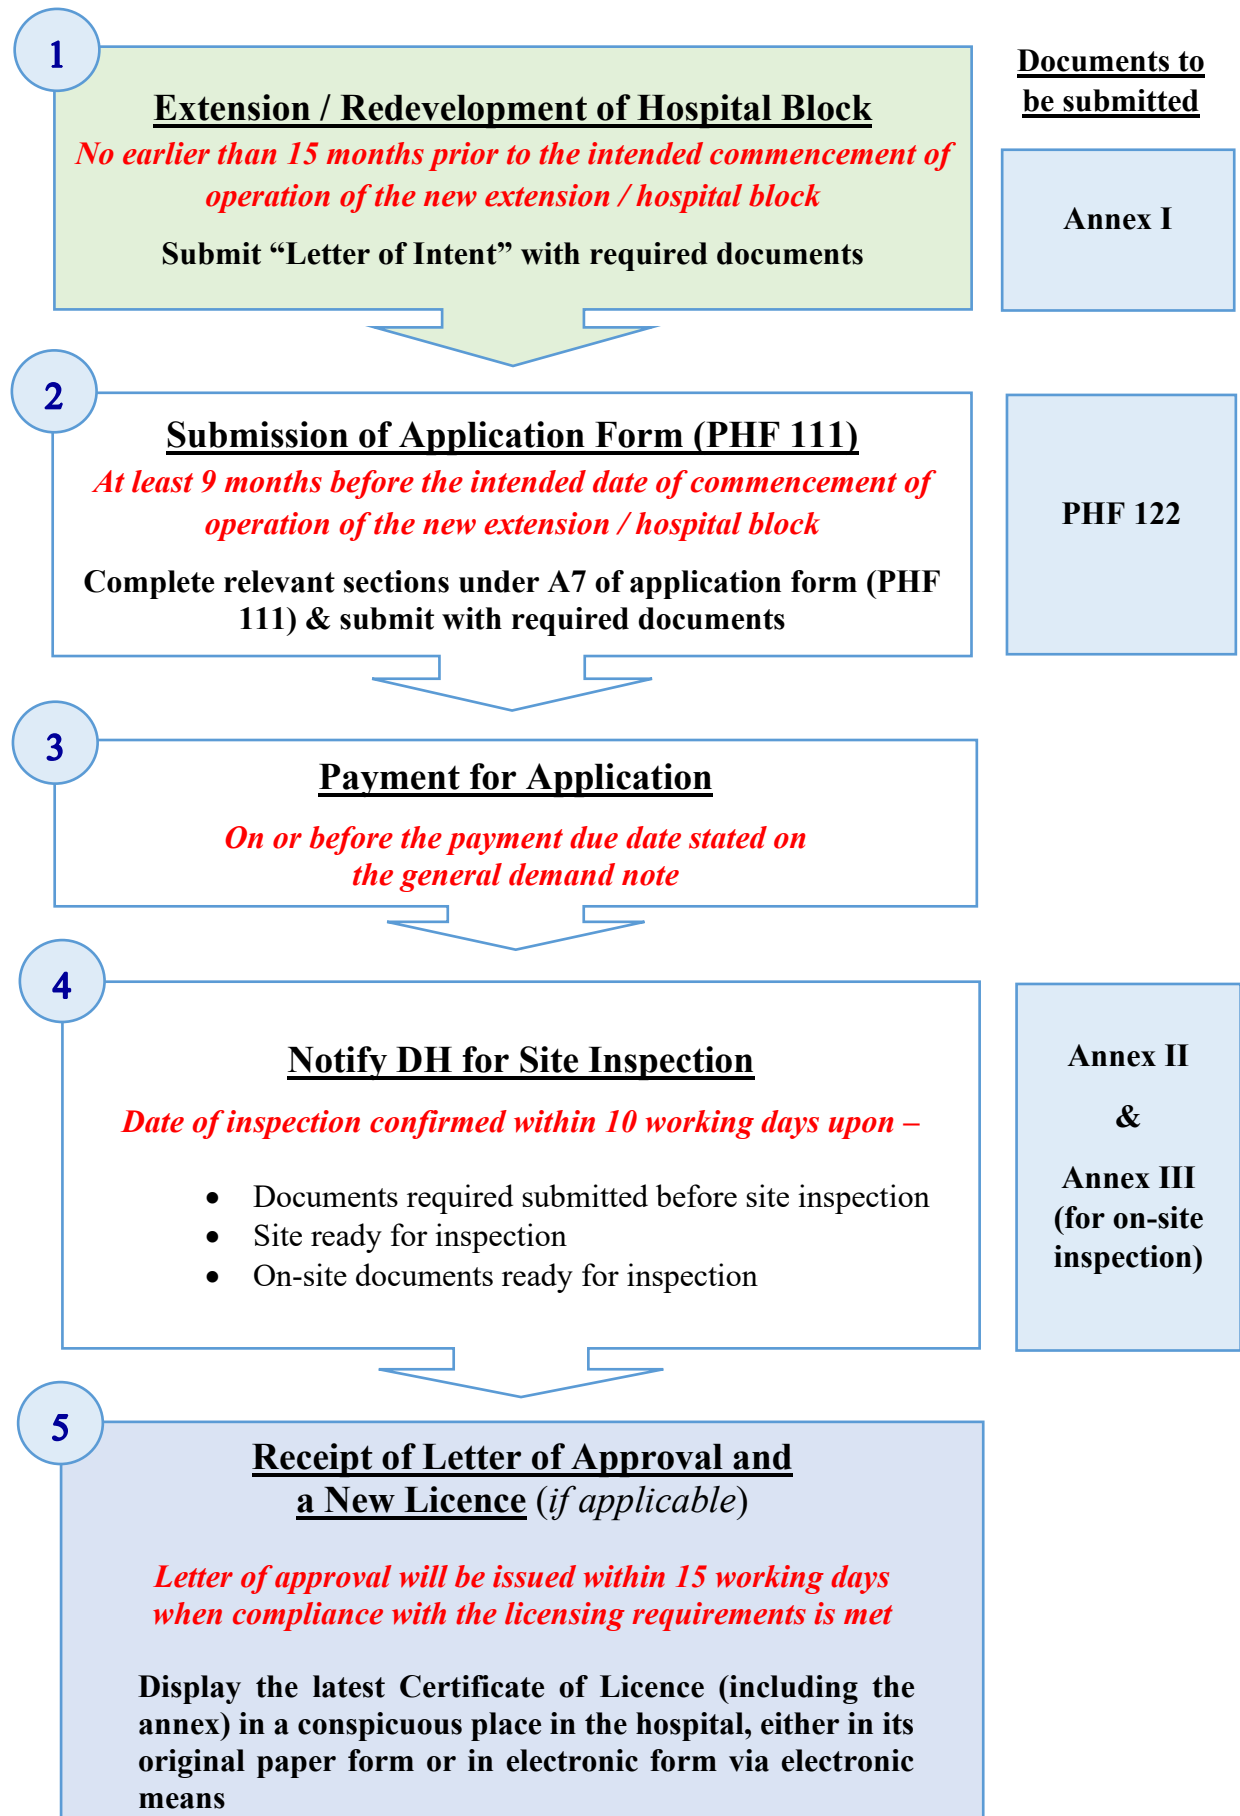 1
Documents to
be submitted
Extension / Redevelopment of Hospital Block
No earlier than 15 months prior to the intended commencement of
operation of the new extension / hospital block
Submit “Letter of Intent” with required documents
Annex I
2
Submission of Application Form (PHF 111)
At least 9 months before the intended date of commencement of
operation of the new extension / hospital block
Complete relevant sections under A7 of application form (PHF
111) & submit with required documents
PHF 122
3
Payment for Application
On or before the payment due date stated on
the general demand note
4
Notify DH for Site Inspection
Date of inspection confirmed within 10 working days upon –
• Documents required submitted before site inspection
• Site ready for inspection
• On-site documents ready for inspection
Annex II
&
Annex III
(for on-site
inspection)
5
Receipt of Letter of Approval and
a New Licence (if applicable)
Letter of approval will be issued within 15 working days
when compliance with the licensing requirements is met
Display the latest Certificate of Licence (including the
annex) in a conspicuous place in the hospital, either in its
original paper form or in electronic form via electronic
means